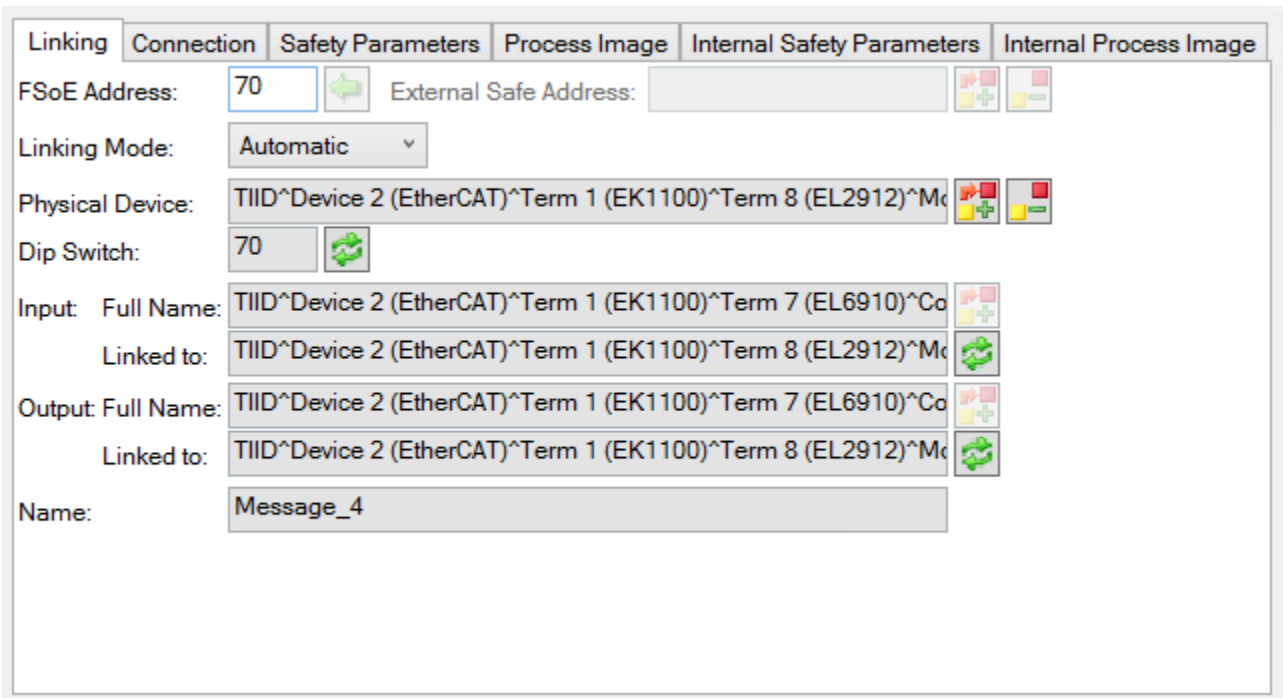 Linking Connection Safety Parameters Process Image Internal Safety Parameters Internal Process Image
FSoE Address: 70 External Safe Address:
Linking Mode: Automatic
Physical Device: TIID^Device 2 (EtherCAT)^Term 1 (EK1100)^Term 8 (EL2912)^Mo
Dip Switch: 70
Input: Full Name: TIID^Device 2 (EtherCAT)^Term 1 (EK1100)^Term 7 (EL6910)^Co
Linked to: TIID^Device 2 (EtherCAT)^Term 1 (EK1100)^Term 8 (EL2912)^Mo
Output: Full Name: TIID^Device 2 (EtherCAT)^Term 1 (EK1100)^Term 7 (EL6910)^Co
Linked to: TIID^Device 2 (EtherCAT)^Term 1 (EK1100)^Term 8 (EL2912)^Mo
Name: Message_4